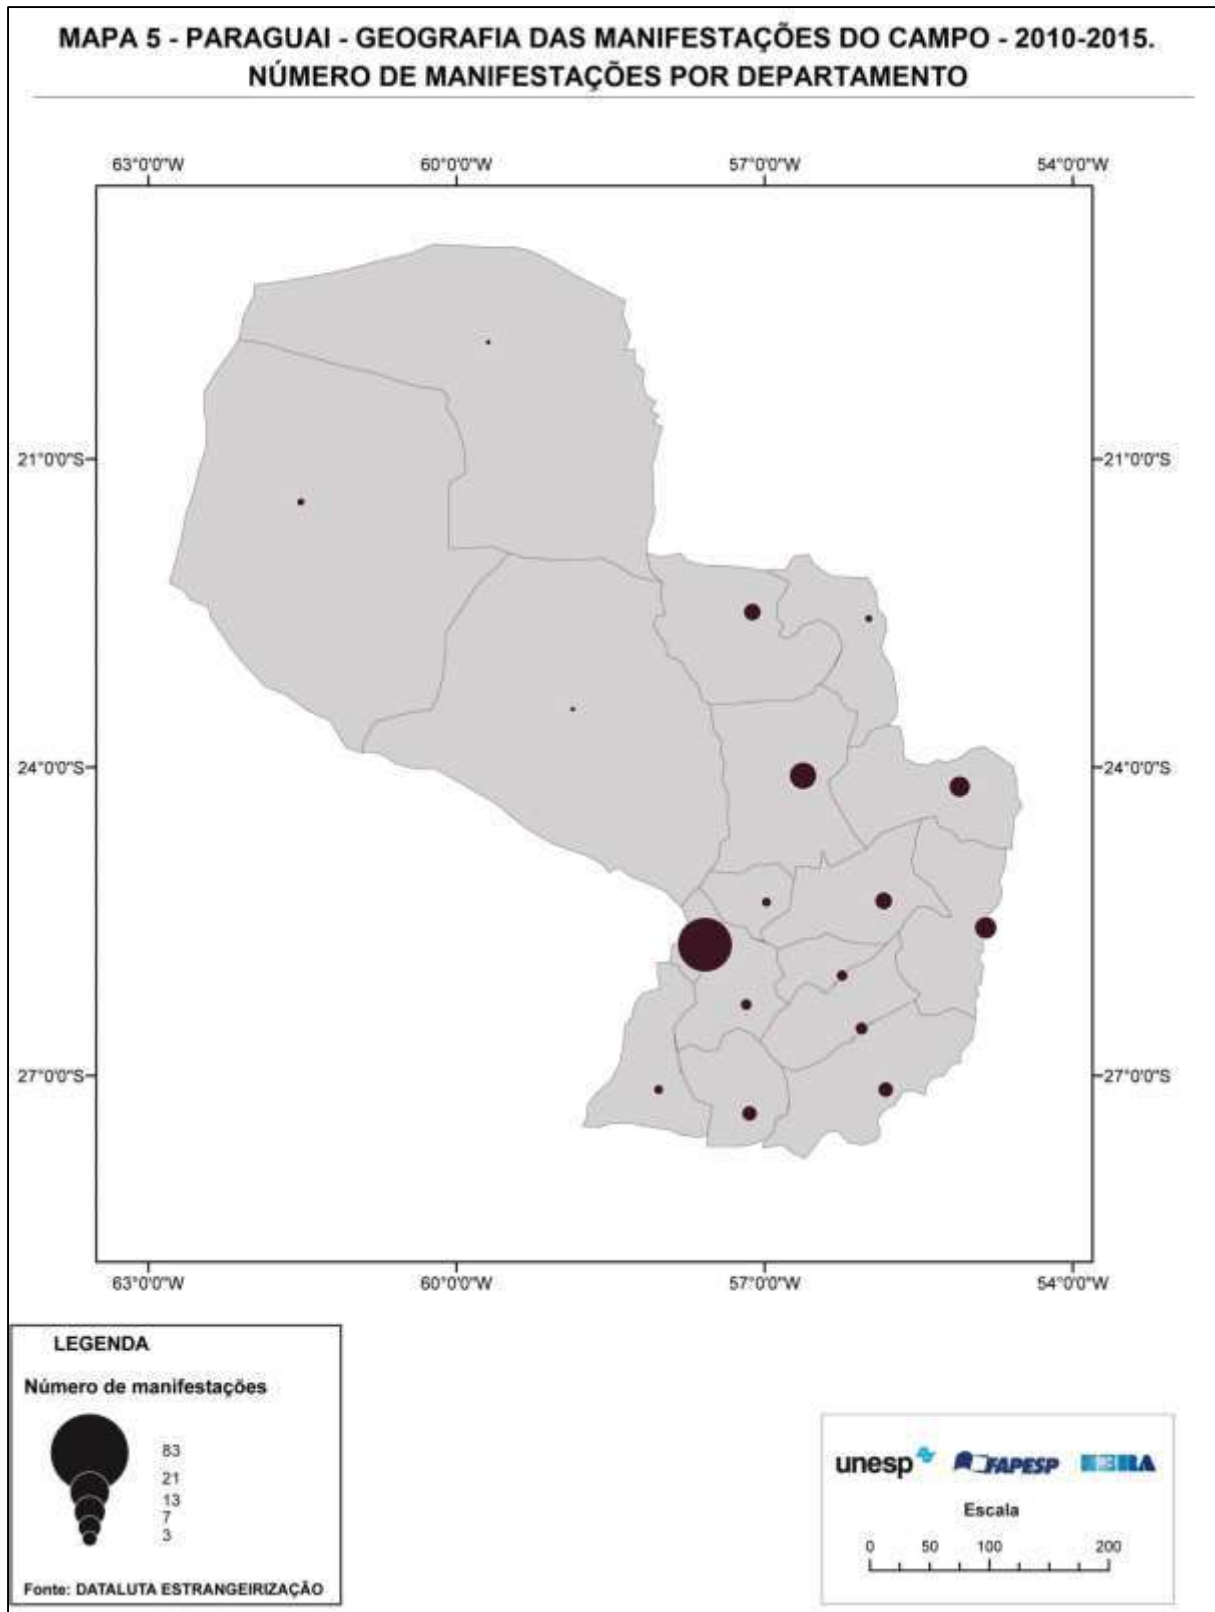 MAPA 5 - PARAGUAI - GEOGRAFIA DAS MANIFESTAÇÕES DO CAMPO - 2010-2015.
NÚMERO DE MANIFESTAÇÕES POR DEPARTAMENTO
63°0'0"W 60°0'0"W 57°0'0"W 54°0'0"W
21°0'0"S 21°0'0"S
24°0'0"S 24°0'0"S
27°0'0"S 27°0'0"S
63°0'0"W 60°0'0"W 57°0'0"W 54°0'0"W
LEGENDA
Número de manifestações
83
21
13
7
3
Fonte: DATALUTA ESTRANGEIRIZAÇÃO
unesp FAPESP NERA
Escala
0 50 100 200